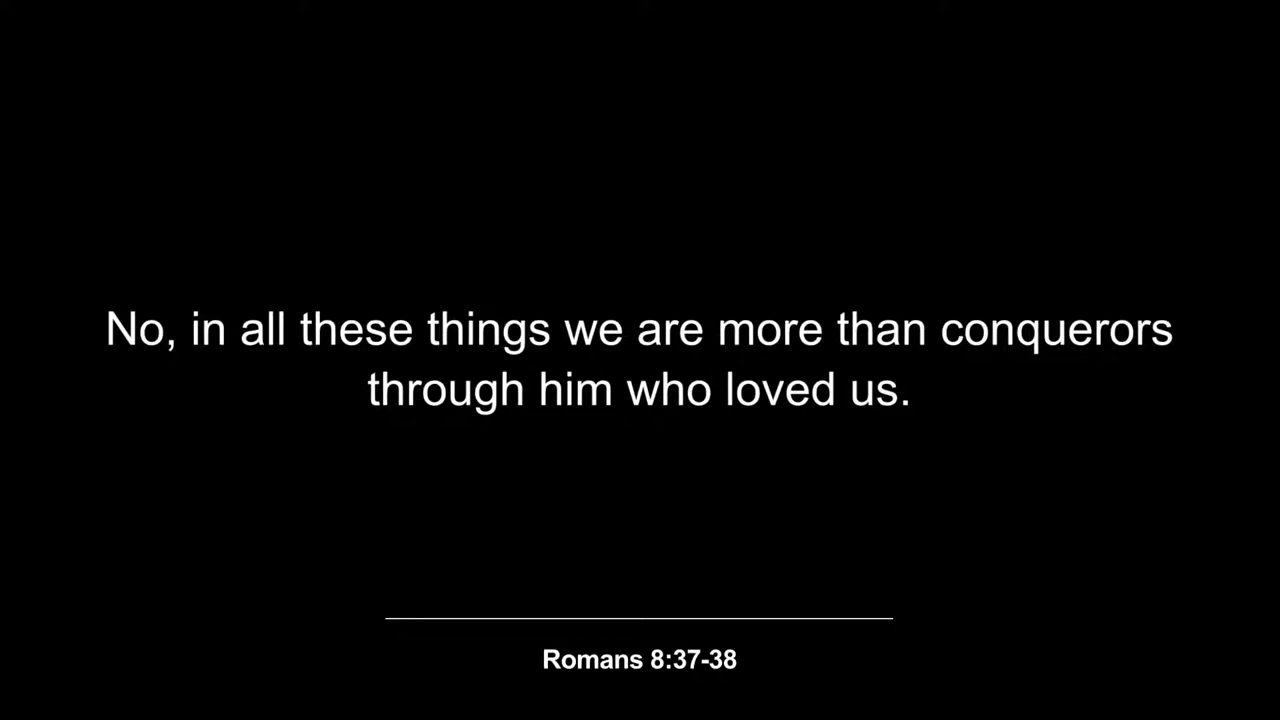 No, in all these things we are more than conquerors
through him who loved us.
Romans 8:37-38